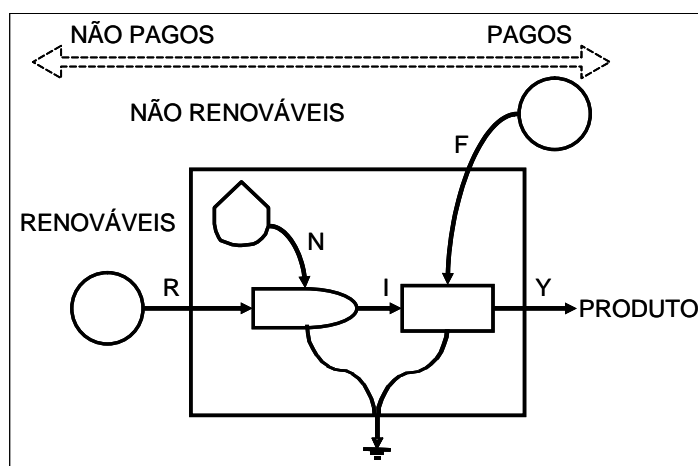 NÃO PAGOS PAGOS
NÃO RENOVÁVEIS
F
RENOVÁVEIS
N
R I Y
PRODUTO